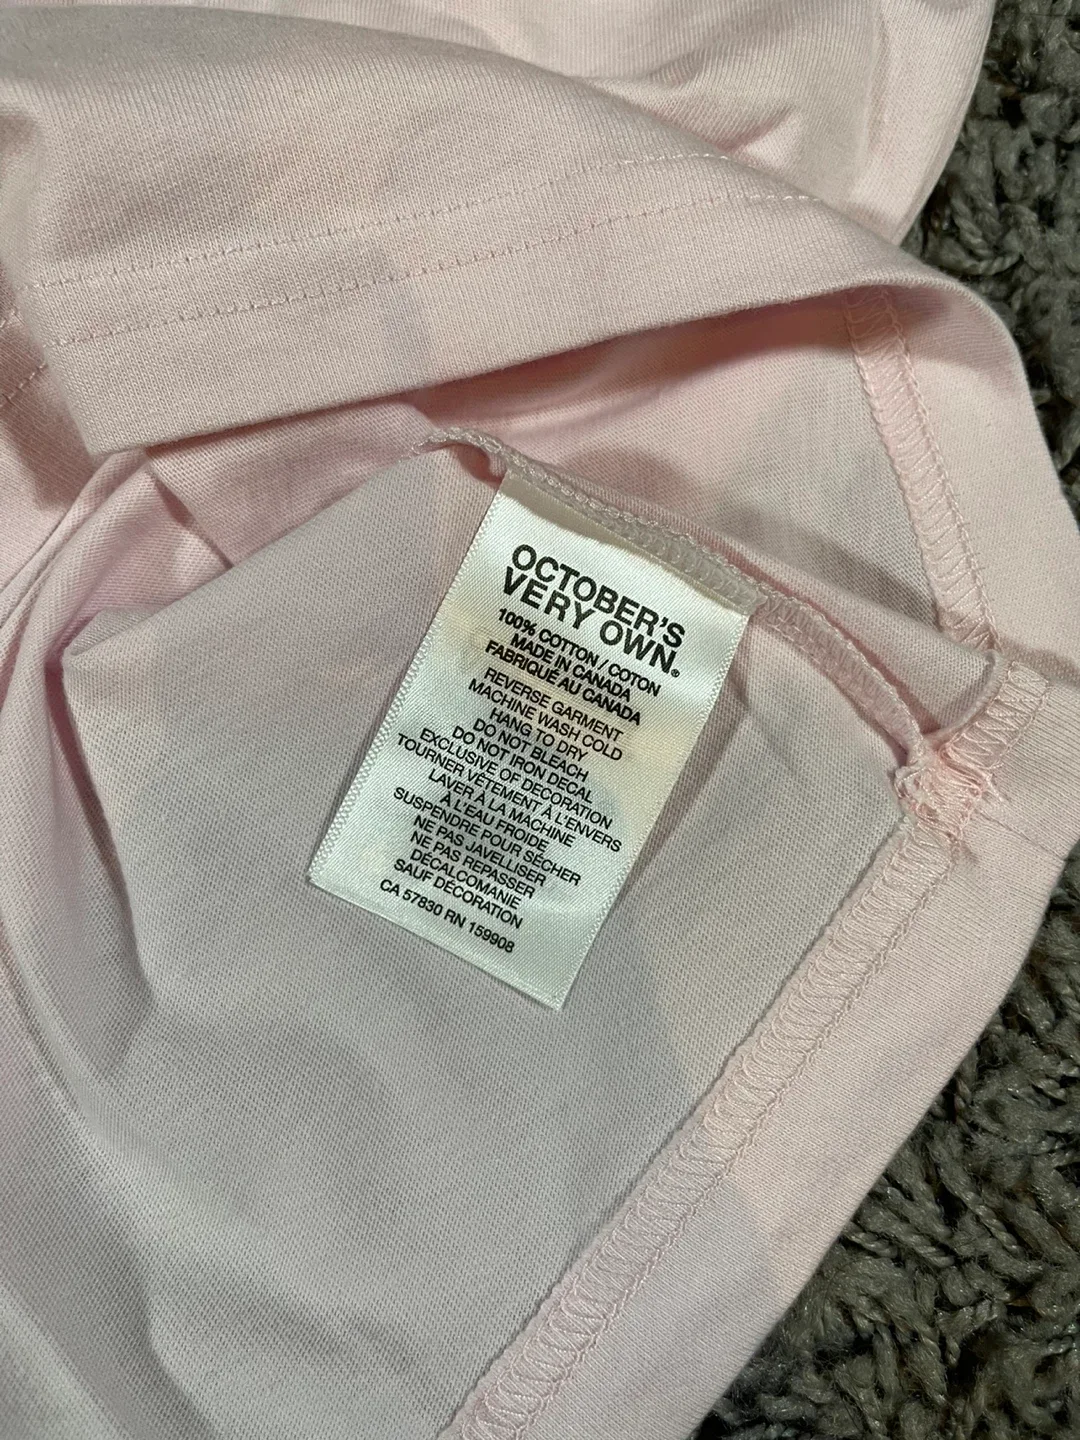 OCTOBER'S
VERY OWN®
100% COTTON / COTON
MADE IN CANADA
FABRIQUÉ AU CANADA
REVERSE GARMENT
MACHINE WASH COLD
HANG TO DRY
DO NOT BLEACH
DO NOT IRON DECAL
EXCLUSIVE OF DECORATION
TOURNER VÊTEMENT À L'ENVERS
LAVER À LA MACHINE
À L'EAU FROIDE
SUSPENDRE POUR SÉCHER
NE PAS JAVELLISER
NE PAS REPASSER
DÉCALCOMANIE
SAUF DÉCORATION
CA 57830 RN 159908